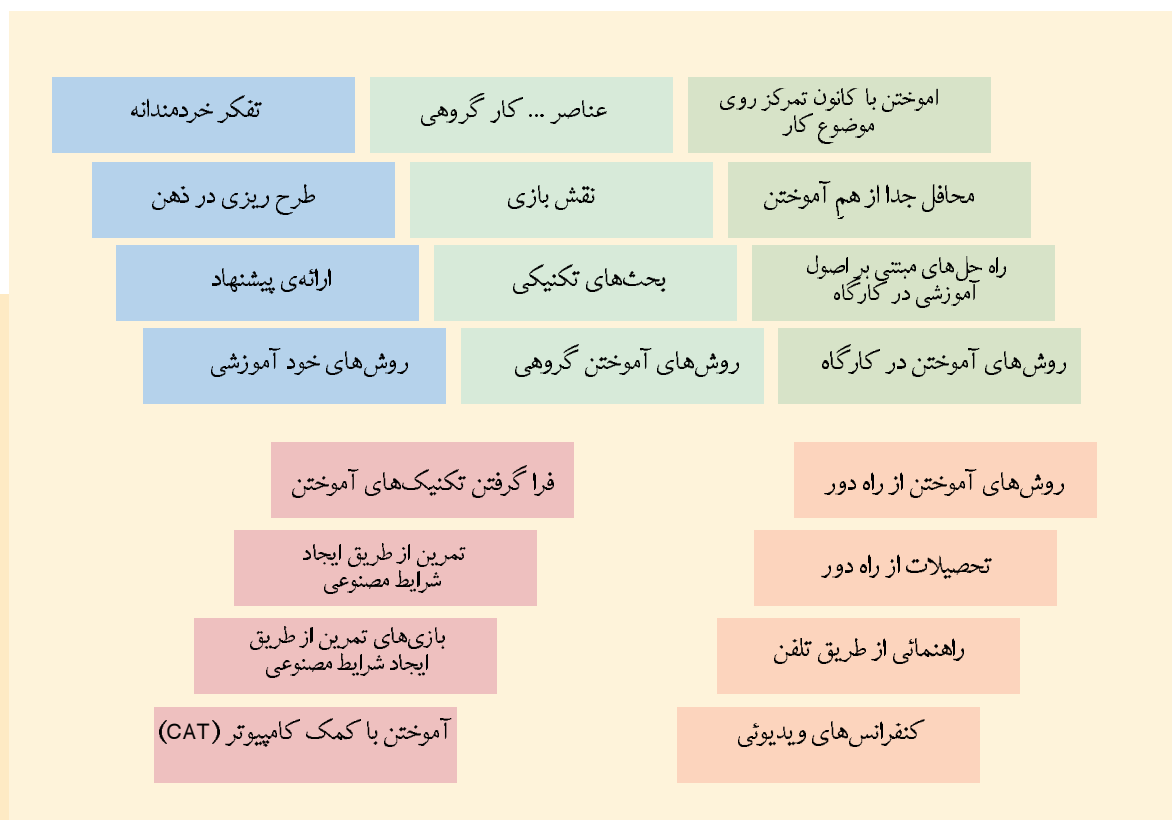 اموختن با کانون تمرکز روی
موضوع کار
عناصر ... کار گروهی
تفکر خردمندانه
محافل جدا از همِ آموختن
نقش بازی
طرح ریزی در ذهن
راه حل‌های مبتنی بر اصول
آموزشی در کارگاه
بحث‌های تکنیکی
ارائه‌ی پیشنهاد
روش‌های آموختن در کارگاه
روش‌های آموختن گروهی
روش‌های خود آموزشی
روش‌های آموختن از راه دور
فرا گرفتن تکنیک‌های آموختن
تحصیلات از راه دور
تمرین از طریق ایجاد
شرایط مصنوعی
راهنمائی از طریق تلفن
بازی‌های تمرین از طریق
ایجاد شرایط مصنوعی
کنفرانس‌های ویدیوئی
آموختن با کمک کامپیوتر (CAT)